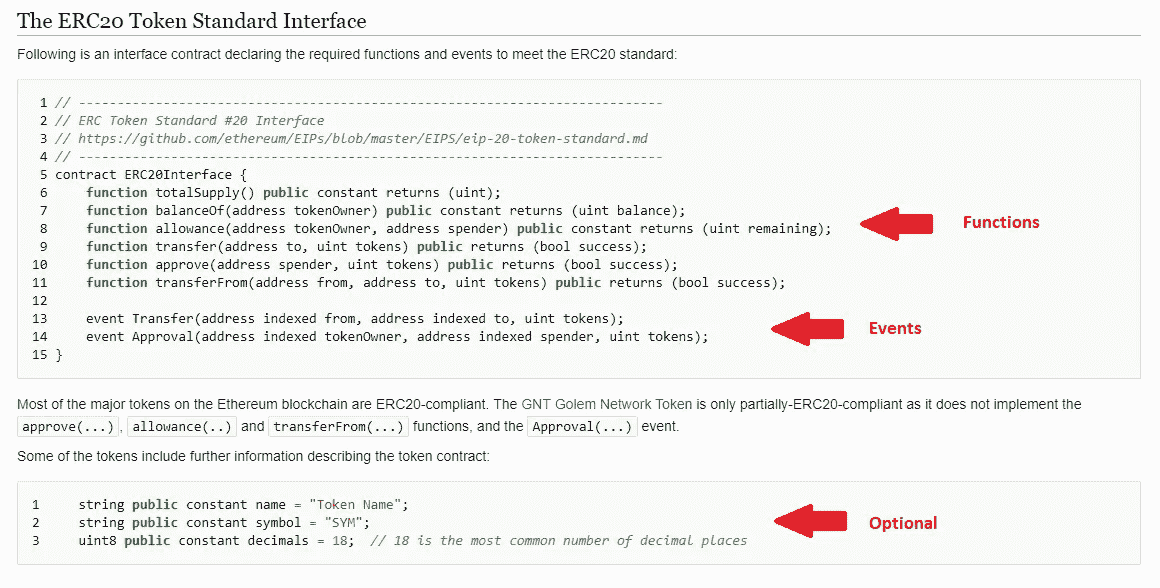 The ERC20 Token Standard Interface
Following is an interface contract declaring the required functions and events to meet the ERC20 standard:
1 // ----------------------------------------------------------------------------
2 // ERC Token Standard #20 Interface
3 // https://github.com/ethereum/EIPs/blob/master/EIPS/eip-20-token-standard.md
4 // ----------------------------------------------------------------------------
5 contract ERC20Interface {
6     function totalSupply() public constant returns (uint);
7     function balanceOf(address tokenOwner) public constant returns (uint balance);
8     function allowance(address tokenOwner, address spender) public constant returns (uint remaining);
9     function transfer(address to, uint tokens) public returns (bool success);
10     function approve(address spender, uint tokens) public returns (bool success);
11     function transferFrom(address from, address to, uint tokens) public returns (bool success);
12
13     event Transfer(address indexed from, address indexed to, uint tokens);
14     event Approval(address indexed tokenOwner, address indexed spender, uint tokens);
15 }
Functions
Events
Most of the major tokens on the Ethereum blockchain are ERC20-compliant. The GNT Golem Network Token is only partially-ERC20-compliant as it does not implement the
approve(...), allowance(..) and transferFrom(...) functions, and the Approval(...) event.
Some of the tokens include further information describing the token contract:
1     string public constant name = "Token Name";
2     string public constant symbol = "SYM";
3     uint8 public constant decimals = 18;  // 18 is the most common number of decimal places
Optional